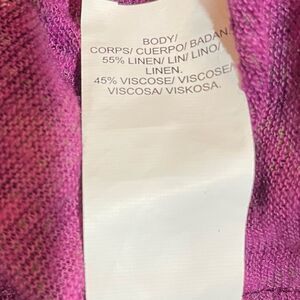 BODY/
CORPS/ CUERPO/ BADAN.
55% LINEN/ LIN/ LINO/
LINEN.
45% VISCOSE/ VISCOSE/
VISCOSA/ VISKOSA.